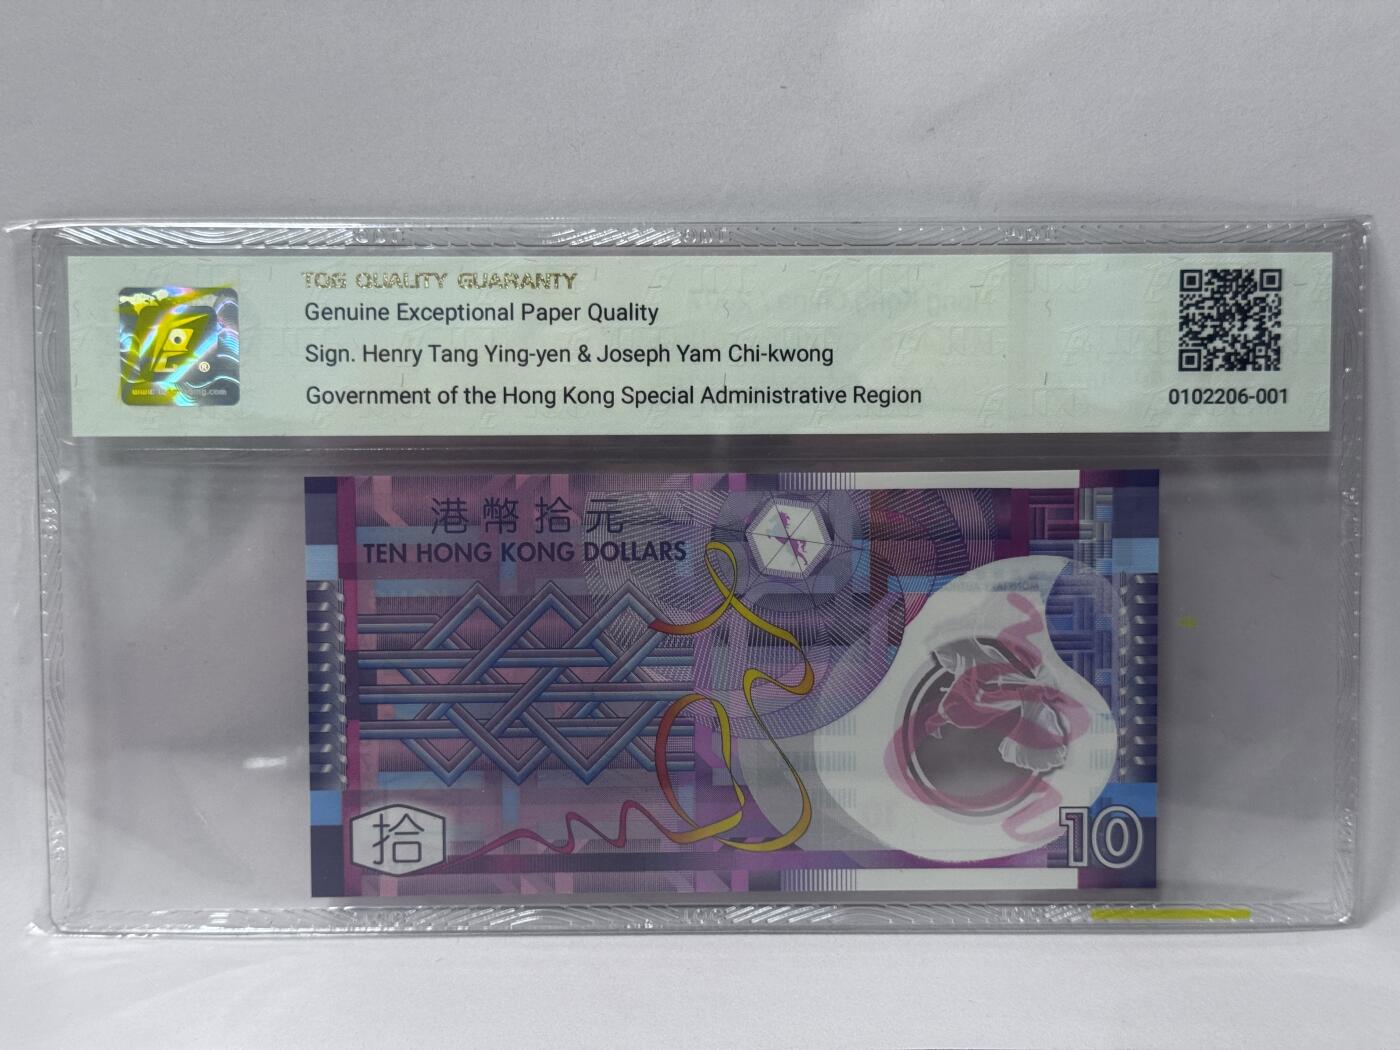 TQG QUALITY GUARANTY
Genuine Exceptional Paper Quality
Sign. Henry Tang Ying-yen & Joseph Yam Chi-kwong
Government of the Hong Kong Special Administrative Region
®
0102206-001
港幣拾元
TEN HONG KONG DOLLARS
拾
10